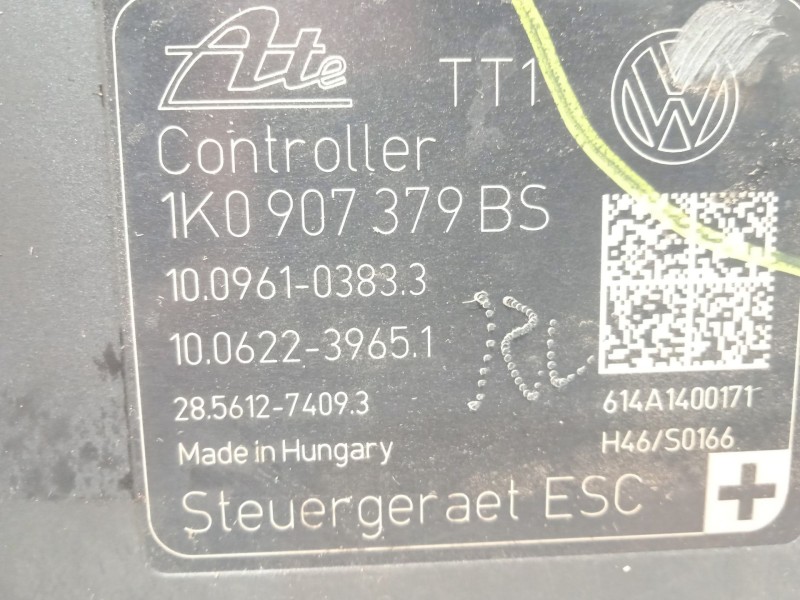 Ate TT1
Controller
1K0 907 379 BS
10.0961-0383.3
10.0622-3965.1
28.5612-7409.3
614A1400171
Made in Hungary
H46/S0166
Steuergeraet ESC